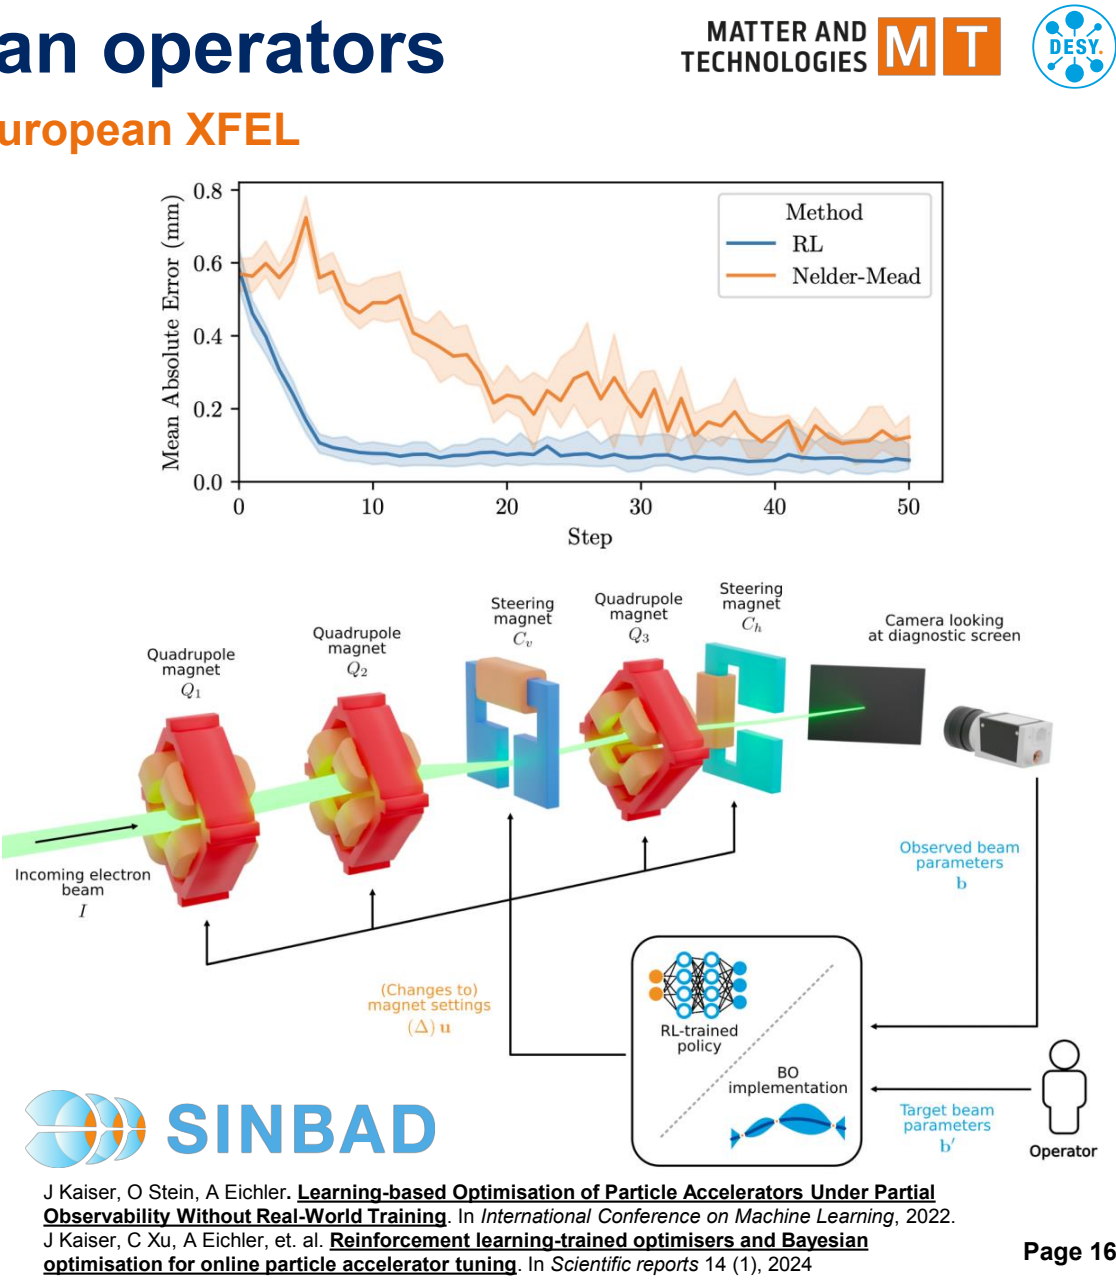 an operators
MATTER AND
TECHNOLOGIES
M T
DESY.
uropean XFEL
Mean Absolute Error (mm)
0.8
0.6
0.4
0.2
0.0
Method
RL
Nelder-Mead
0 10 20 30 40 50
Step
Quadrupole
magnet
Q1
Quadrupole
magnet
Q2
Steering
magnet
Cv
Quadrupole
magnet
Q3
Steering
magnet
Ch
Camera looking
at diagnostic screen
Incoming electron
beam
I
Observed beam
parameters
b
(Changes to)
magnet settings
(Δ) u
RL-trained
policy
BO
implementation
Target beam
parameters
b′
Operator
SINBAD
J Kaiser, O Stein, A Eichler. Learning-based Optimisation of Particle Accelerators Under Partial
Observability Without Real-World Training. In International Conference on Machine Learning, 2022.
J Kaiser, C Xu, A Eichler, et. al. Reinforcement learning-trained optimisers and Bayesian
optimisation for online particle accelerator tuning. In Scientific reports 14 (1), 2024
Page 16